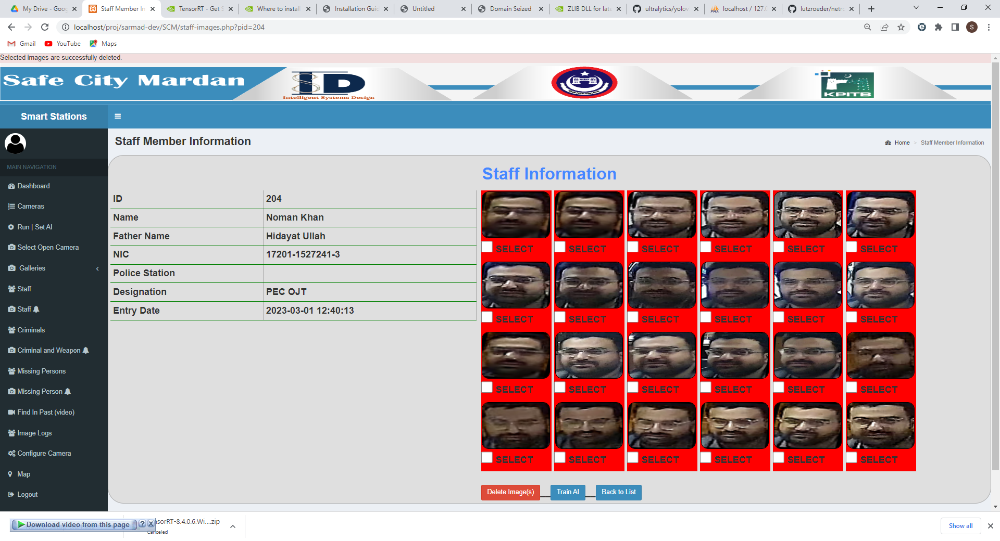 My Drive - Goo
Staff Member In
TensorRT - Get S
Where to install
Installation Guid
Untitled
Domain Seized
ZLIB DLL for late
ultralytics/yolov
localhost / 127.0
lutzroeder/netro
localhost/proj/sarmad-dev/SCM/staff-images.php?pid=204
S
Gmail
YouTube
Maps
Selected images are successfully deleted.
Safe City Mardan
ISD
Intelligent Systems Design
KPITB
Smart Stations
Staff Member Information
Home > Staff Member Information
MAIN NAVIGATION
Dashboard
Cameras
Run | Set AI
Select Open Camera
Galleries
Staff
Staff
Criminals
Criminal and Weapon
Missing Persons
Missing Person
Find In Past (video)
Image Logs
Configure Camera
Map
Logout
Staff Information
ID 204
Name Noman Khan
Father Name Hidayat Ullah
NIC 17201-1527241-3
Police Station
Designation PEC OJT
Entry Date 2023-03-01 12:40:13
SELECT SELECT SELECT SELECT SELECT SELECT
SELECT SELECT SELECT SELECT SELECT SELECT
SELECT SELECT SELECT SELECT SELECT SELECT
SELECT SELECT SELECT SELECT SELECT SELECT
Delete Image(s) Train AI Back to List
Download video from this page ? X
nsorRT-8.4.0.6.Wi....zip
Canceled
Show all